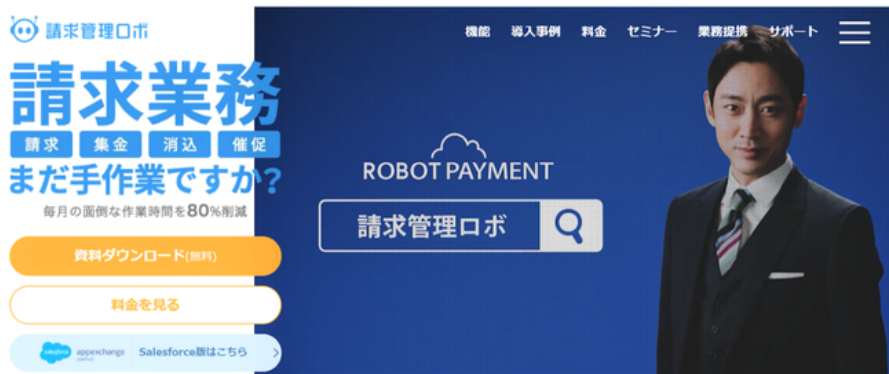 請求管理ロボ
機能 導入事例 料金 セミナー 業務提携 サポート
請求業務
請求 集金 消込 催促
まだ手作業ですか?
毎月の面倒な作業時間を80%削減
資料ダウンロード(無料)
料金を見る
salesforce appexchange partner Salesforce版はこちら
ROBOT PAYMENT
請求管理ロボ